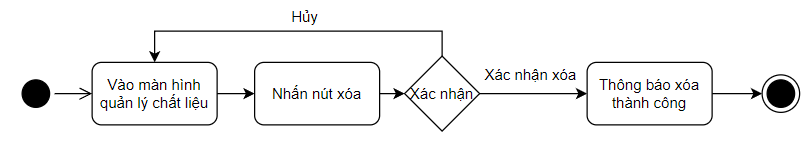 Hủy
Vào màn hình
quản lý chất liệu
Nhấn nút xóa
Xác nhận
Xác nhận xóa
Thông báo xóa
thành công